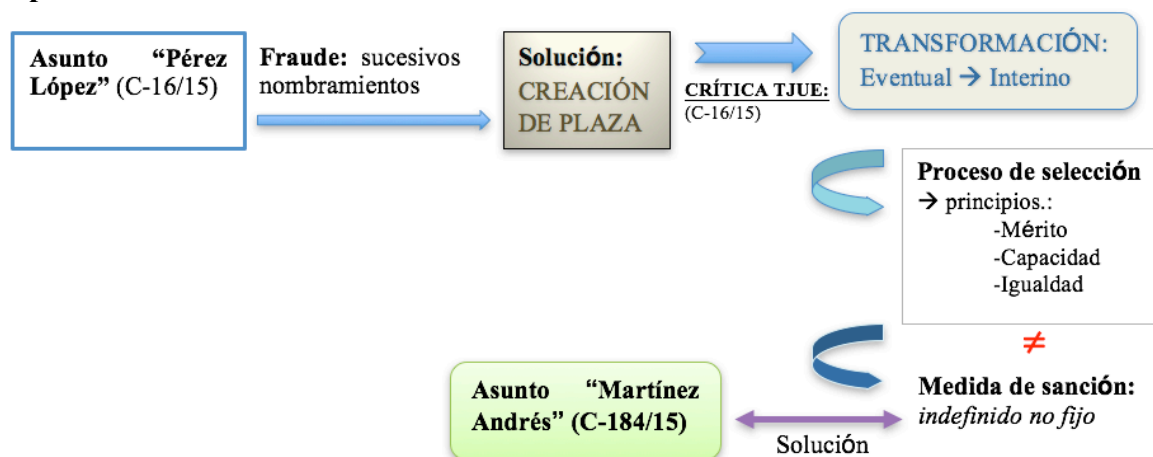 Asunto “Pérez
López” (C-16/15)
Fraude: sucesivos
nombramientos
Solución:
CREACIÓN
DE PLAZA
CRÍTICA TJUE:
(C-16/15)
TRANSFORMACIÓN:
Eventual → Interino
Proceso de selección
→ principios.:
-Mérito
-Capacidad
-Igualdad
≠
Medida de sanción:
indefinido no fijo
Asunto “Martínez
Andrés” (C-184/15)
Solución